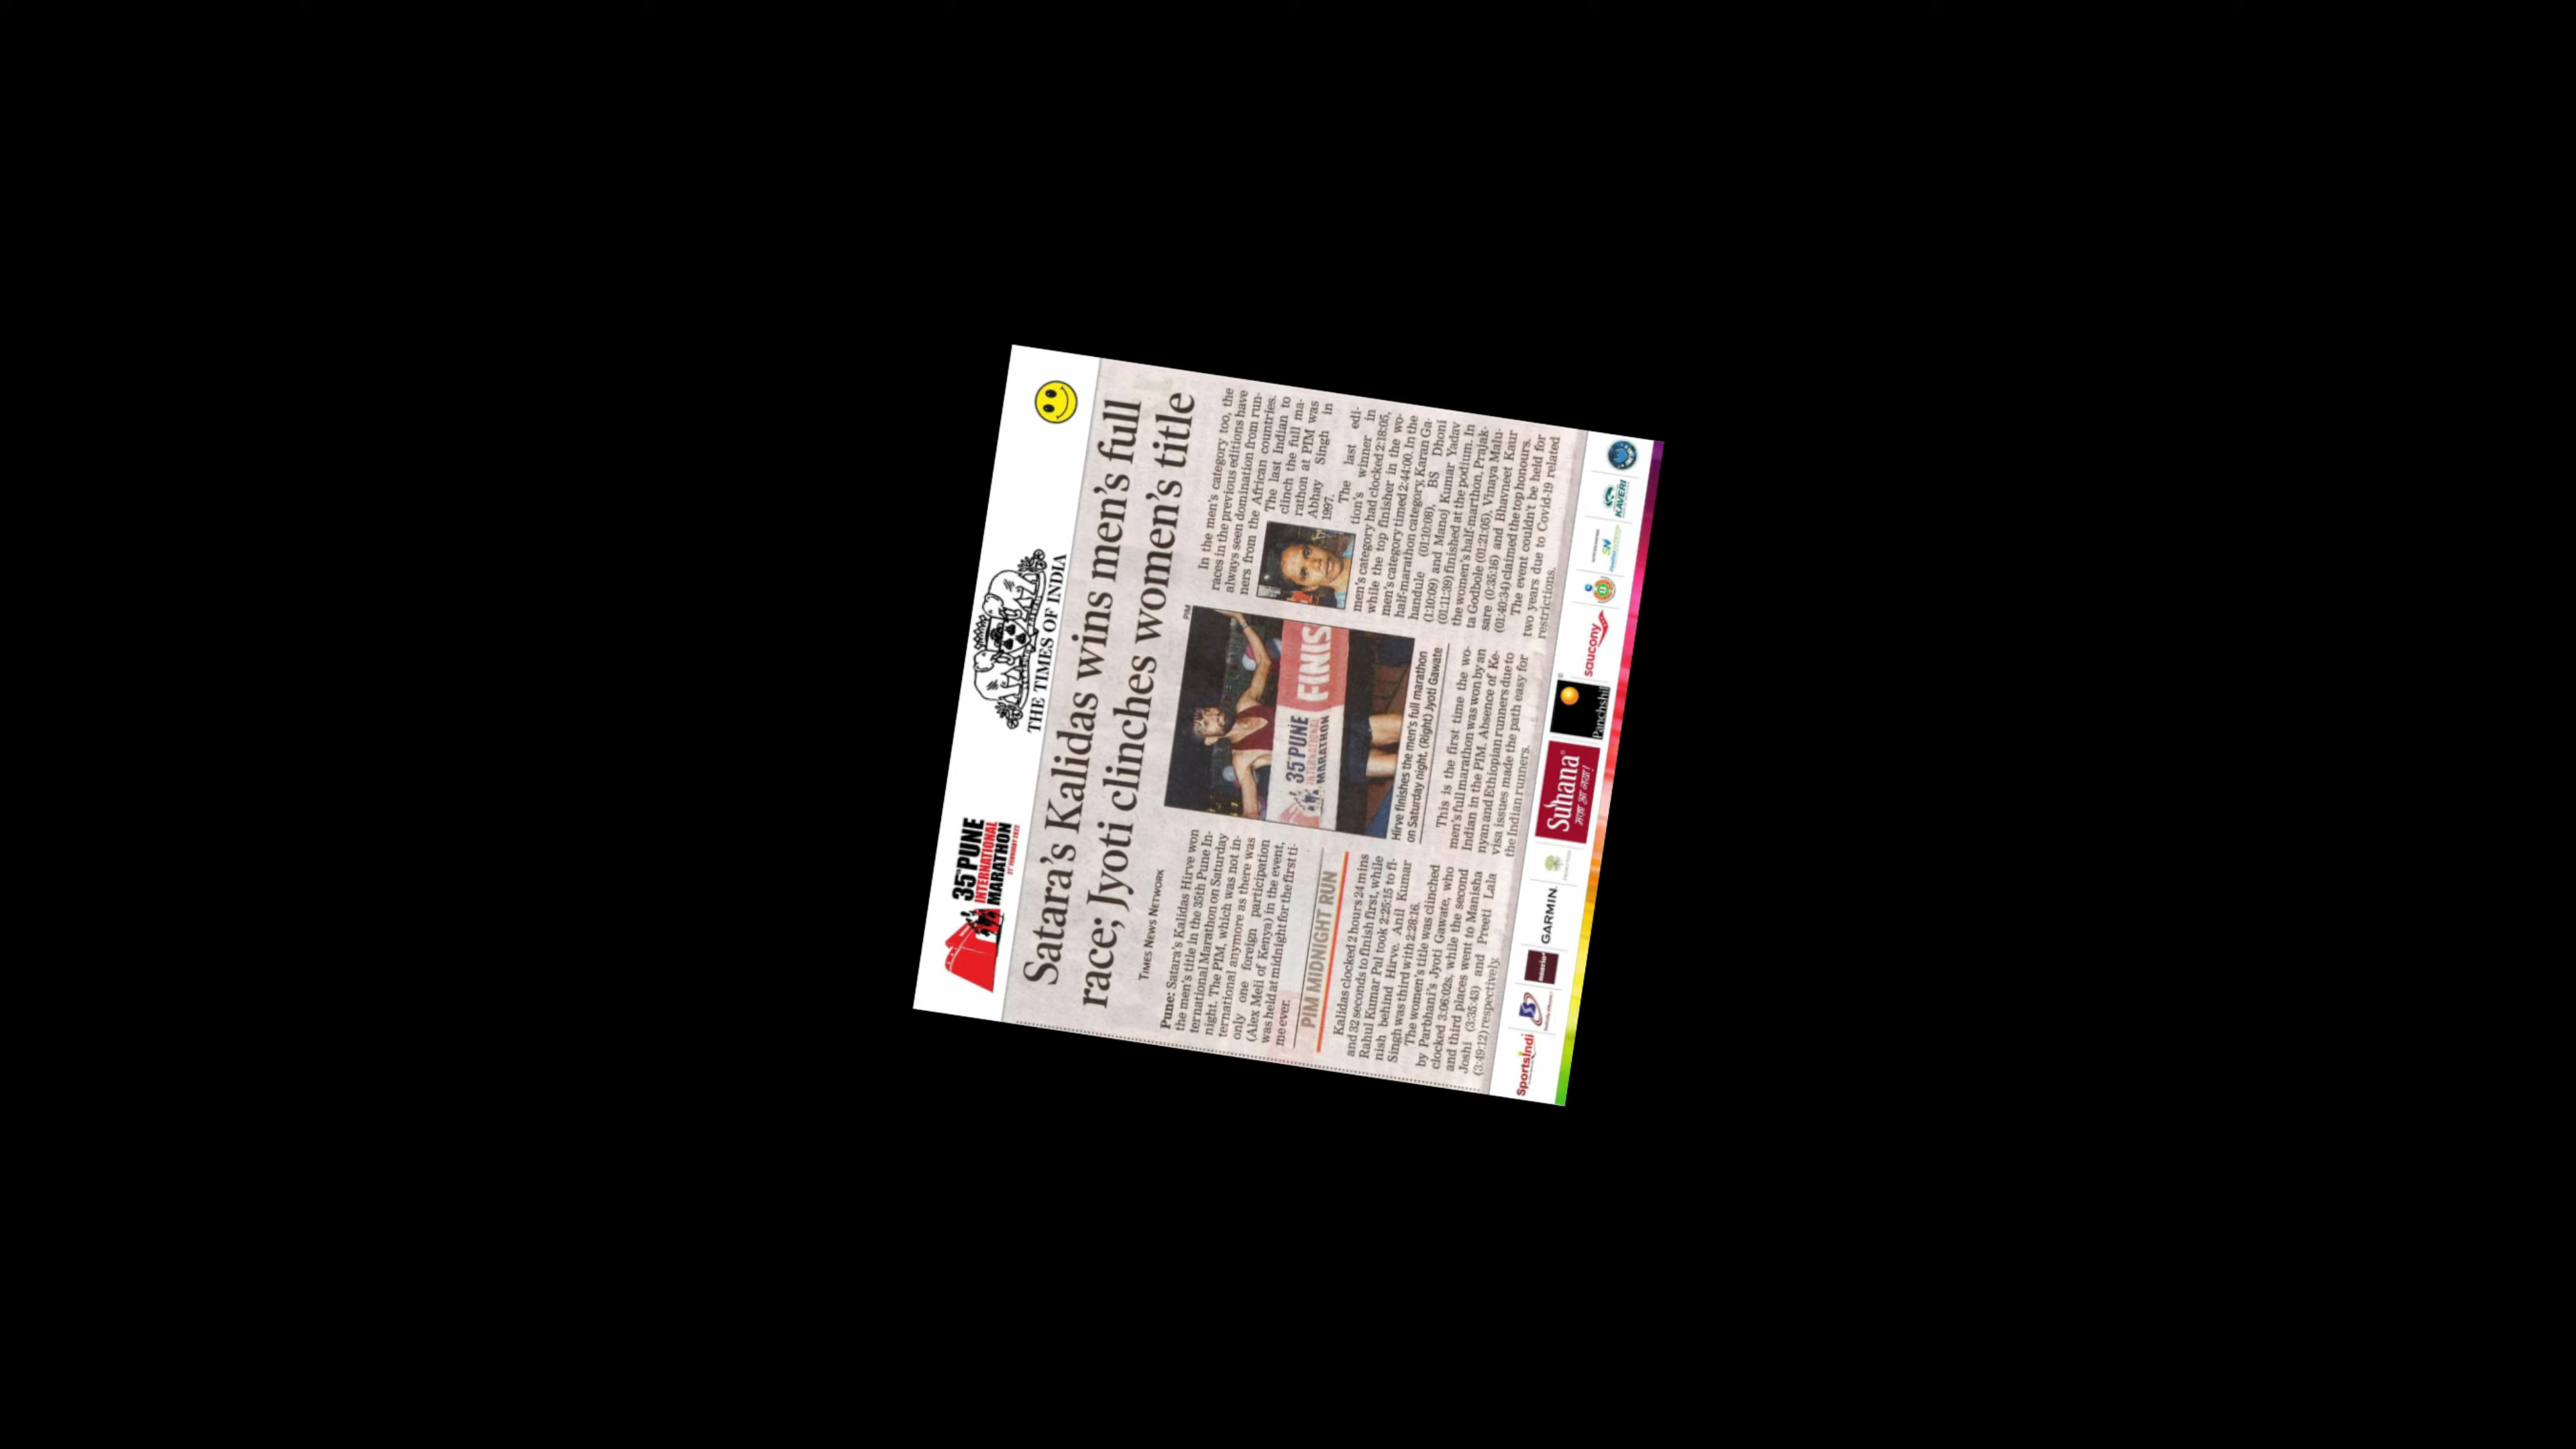 35th PUNE
INTERNATIONAL
MARATHON
THE TIMES OF INDIA
Satara's Kalidas wins men's full
race; Jyoti clinches women's title
TIMES NEWS NETWORK
Pune: Satara's Kalidas Hirve won
the men's title in the 35th Pune In-
ternational Marathon on Saturday
night. The PIM, which was not in-
ternational anymore as there was
only one foreign participation
(Alex Meli of Kenya) in the event,
was held at midnight for the first ti-
me ever.
PIM MIDNIGHT RUN
Kalidas clocked 2 hours 24 mins
and 32 seconds to finish first, while
Rahul Kumar Pal took 2:25:15 to fi-
nish behind Hirve. Anil Kumar
Singh was third with 2:28:16.
The women's title was clinched
by Parbhani's Jyoti Gawate, who
clocked 3:06:02s, while the second
and third places went to Manisha
Joshi (3:35:43) and Preeti Lala
(3:49:12) respectively.
PIM
35th PUNE
INTERNATIONAL
MARATHON
FINIS
Hirve finishes the men's full marathon
on Saturday night. (Right) Jyoti Gawate
This is the first time the wo-
men's full marathon was won by an
Indian in the PIM. Absence of Ke-
nyan and Ethiopian runners due to
visa issues made the path easy for
the Indian runners.
In the men's category too, the
races in the previous editions have
always seen domination from run-
ners from the African countries.
The last Indian to
clinch the full ma-
rathon at PIM was
Abhay Singh in
1997.
The last edi-
tion's winner in
men's category had clocked 2:18:05,
while the top finisher in the wo-
men's category timed 2:44:00. In the
half-marathon category, Karan Ga-
handule (01:10:08), BS Dhoni
(1:10:09) and Manoj Kumar Yadav
(01:11:39) finished at the podium. In
the women's half-marthon, Prajak-
ta Godbole (01:21:05), Vinaya Malu-
sare (0:35:16) and Bhavneet Kaur
(01:40:34) claimed the top honours.
The event couldn't be held for
two years due to Covid-19 related
restrictions.
Sportsindi
GARMIN
Suhana®
Panchshil
saucony
SN
KAVERI